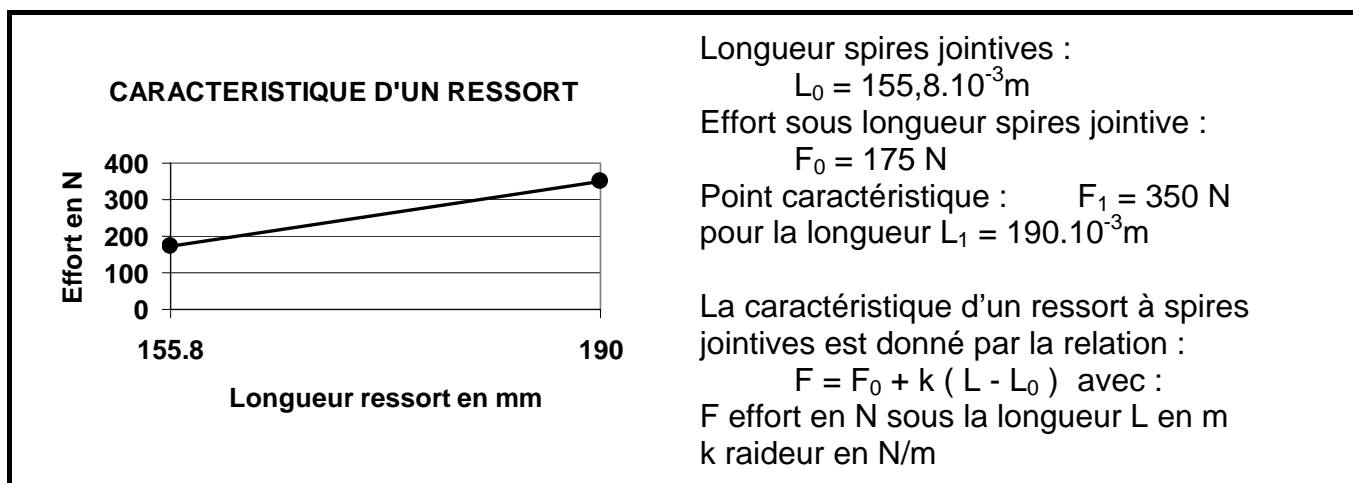 CARACTERISTIQUE D'UN RESSORT
Effort en N
400
300
200
100
0
155.8 190
Longueur ressort en mm
Longueur spires jointives :
L₀ = 155,8.10⁻³m
Effort sous longueur spires jointive :
F₀ = 175 N
Point caractéristique : F₁ = 350 N
pour la longueur L₁ = 190.10⁻³m
La caractéristique d’un ressort à spires
jointives est donné par la relation :
F = F₀ + k ( L - L₀ ) avec :
F effort en N sous la longueur L en m
k raideur en N/m